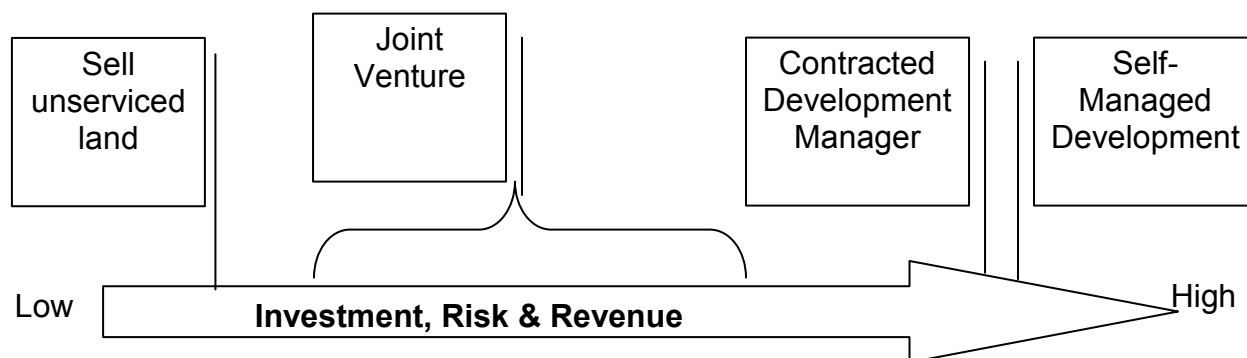 Sell
unserviced
land
Joint
Venture
Contracted
Development
Manager
Self-
Managed
Development
Low
Investment, Risk & Revenue
High